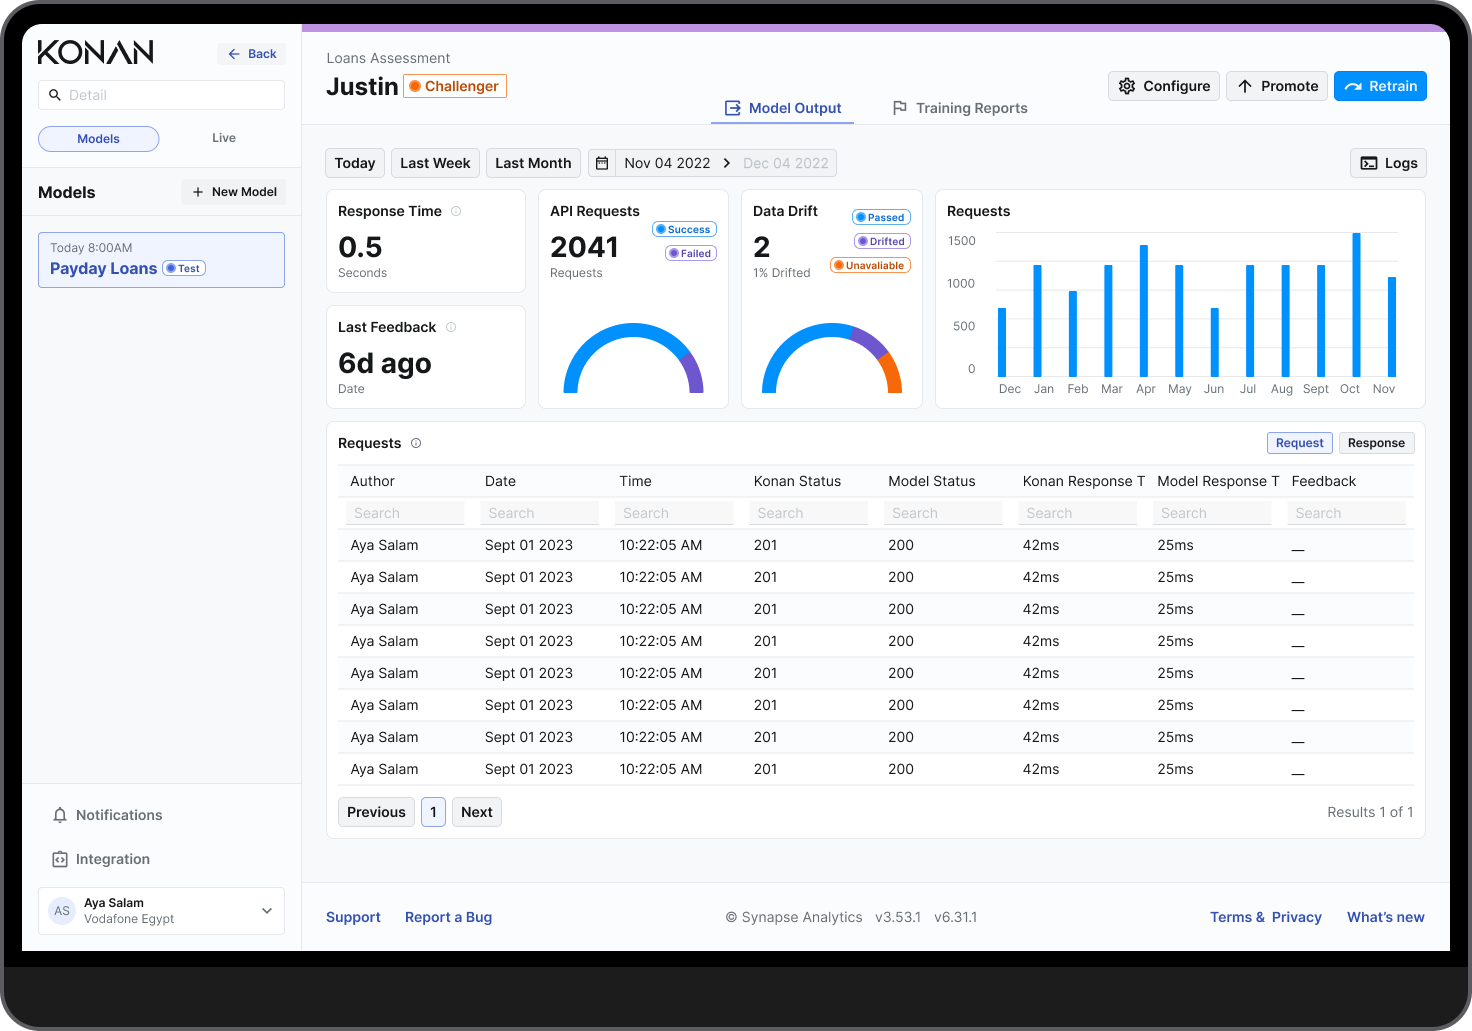 KONAN
Back
Detail
Models
Live
Models
New Model
Today 8:00AM
Payday Loans
Test
Notifications
Integration
AS
Aya Salam
Vodafone Egypt
Loans Assessment
Justin
Challenger
Model Output
Training Reports
Configure
Promote
Retrain
Today
Last Week
Last Month
Nov 04 2022
Dec 04 2022
Logs
Response Time
0.5
Seconds
Last Feedback
6d ago
Date
API Requests
2041
Requests
Success
Failed
Data Drift
2
1% Drifted
Passed
Drifted
Unavaliable
Requests
1500
1000
500
0
Dec Jan Feb Mar Apr May Jun Jul Aug Sept Oct Nov
Requests
Request
Response
Author Date Time Konan Status Model Status Konan Response T Model Response T Feedback
Search Search Search Search Search Search Search Search
Aya Salam Sept 01 2023 10:22:05 AM 201 200 42ms 25ms __
Aya Salam Sept 01 2023 10:22:05 AM 201 200 42ms 25ms __
Aya Salam Sept 01 2023 10:22:05 AM 201 200 42ms 25ms __
Aya Salam Sept 01 2023 10:22:05 AM 201 200 42ms 25ms __
Aya Salam Sept 01 2023 10:22:05 AM 201 200 42ms 25ms __
Aya Salam Sept 01 2023 10:22:05 AM 201 200 42ms 25ms __
Aya Salam Sept 01 2023 10:22:05 AM 201 200 42ms 25ms __
Aya Salam Sept 01 2023 10:22:05 AM 201 200 42ms 25ms __
Previous
1
Next
Results 1 of 1
Support
Report a Bug
© Synapse Analytics v3.53.1 v6.31.1
Terms & Privacy
What's new